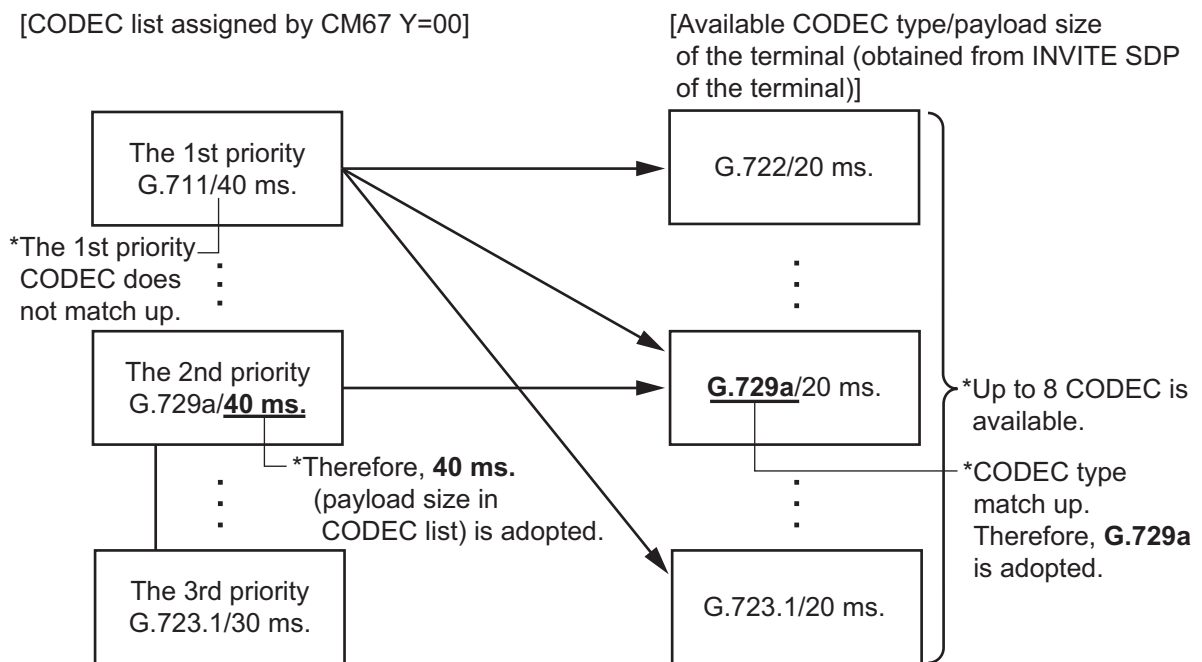 [CODEC list assigned by CM67 Y=00]
[Available CODEC type/payload size
of the terminal (obtained from INVITE SDP
of the terminal)]
The 1st priority
G.711/40 ms.
G.722/20 ms.
*The 1st priority
CODEC does
not match up.
The 2nd priority
G.729a/40 ms.
G.729a/20 ms.
*Up to 8 CODEC is
available.
*Therefore, 40 ms.
(payload size in
CODEC list) is adopted.
*CODEC type
match up.
Therefore, G.729a
is adopted.
The 3rd priority
G.723.1/30 ms.
G.723.1/20 ms.